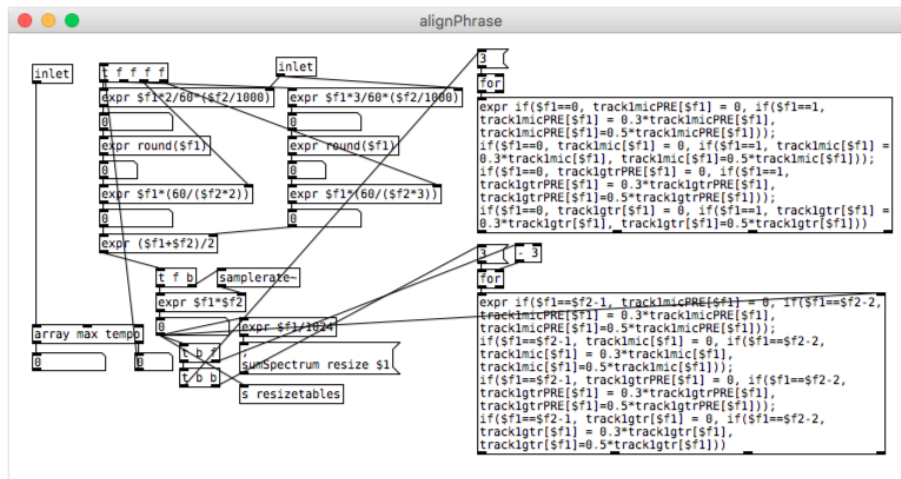 alignPhrase
inlet
t f f f f
inlet
expr $f1*2/60*($f2/1000)
expr $f1*3/60*($f2/1000)
0
0
expr round($f1)
expr round($f1)
0
0
expr $f1*(60/($f2*2))
expr $f1*(60/($f2*3))
0
0
expr ($f1+$f2)/2
t f b
samplerate~
expr $f1*$f2
0
expr $f1/1024
array max tempo
0
0
t b f
t b b
;
sumSpectrum resize $1
s resizetables
3
for
expr if($f1==0, track1micPRE[$f1] = 0, if($f1==1,
track1micPRE[$f1] = 0.3*track1micPRE[$f1],
track1micPRE[$f1]=0.5*track1micPRE[$f1]));
if($f1==0, track1mic[$f1] = 0, if($f1==1, track1mic[$f1] =
0.3*track1mic[$f1], track1mic[$f1]=0.5*track1mic[$f1]));
if($f1==0, track1gtrPRE[$f1] = 0, if($f1==1,
track1gtrPRE[$f1] = 0.3*track1gtrPRE[$f1],
track1gtrPRE[$f1]=0.5*track1gtrPRE[$f1]));
if($f1==0, track1gtr[$f1] = 0, if($f1==1, track1gtr[$f1] =
0.3*track1gtr[$f1], track1gtr[$f1]=0.5*track1gtr[$f1]))
3
- 3
for
expr if($f1==$f2-1, track1micPRE[$f1] = 0, if($f1==$f2-2,
track1micPRE[$f1] = 0.3*track1micPRE[$f1],
track1micPRE[$f1]=0.5*track1micPRE[$f1]));
if($f1==$f2-1, track1mic[$f1] = 0, if($f1==$f2-2,
track1mic[$f1] = 0.3*track1mic[$f1],
track1mic[$f1]=0.5*track1mic[$f1]));
if($f1==$f2-1, track1gtrPRE[$f1] = 0, if($f1==$f2-2,
track1gtrPRE[$f1] = 0.3*track1gtrPRE[$f1],
track1gtrPRE[$f1]=0.5*track1gtrPRE[$f1]));
if($f1==$f2-1, track1gtr[$f1] = 0, if($f1==$f2-2,
track1gtr[$f1] = 0.3*track1gtr[$f1],
track1gtr[$f1]=0.5*track1gtr[$f1]))